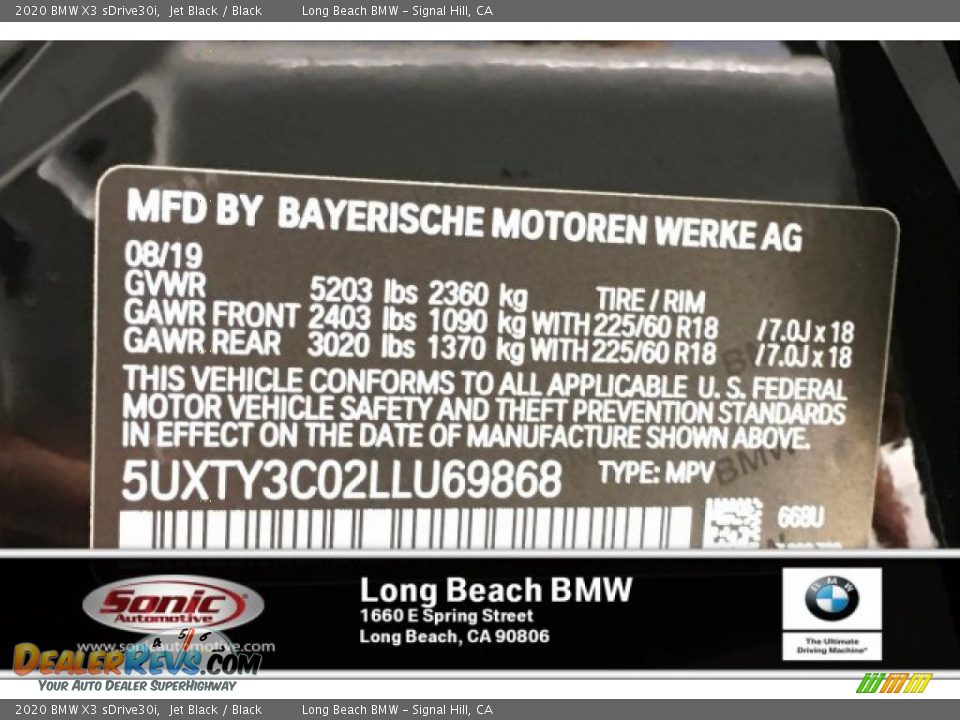 2020 BMW X3 sDrive30i, Jet Black / Black Long Beach BMW - Signal Hill, CA
MFD BY BAYERISCHE MOTOREN WERKE AG
08/19
GVWR 5203 lbs 2360 kg TIRE / RIM
GAWR FRONT 2403 lbs 1090 kg WITH 225/60 R18 /7.0J x 18
GAWR REAR 3020 lbs 1370 kg WITH 225/60 R18 /7.0J x 18
THIS VEHICLE CONFORMS TO ALL APPLICABLE U. S. FEDERAL
MOTOR VEHICLE SAFETY AND THEFT PREVENTION STANDARDS
IN EFFECT ON THE DATE OF MANUFACTURE SHOWN ABOVE.
5UXTY3C02LLU69868 TYPE: MPV
BMW
668U
Sonic
Automotive
www.sonicautomotive.com
Long Beach BMW
1660 E Spring Street
Long Beach, CA 90806
BMW
The Ultimate
Driving Machine®
4 5 6
DealerRevs.com
Your Auto Dealer SuperHighway
2020 BMW X3 sDrive30i, Jet Black / Black Long Beach BMW - Signal Hill, CA